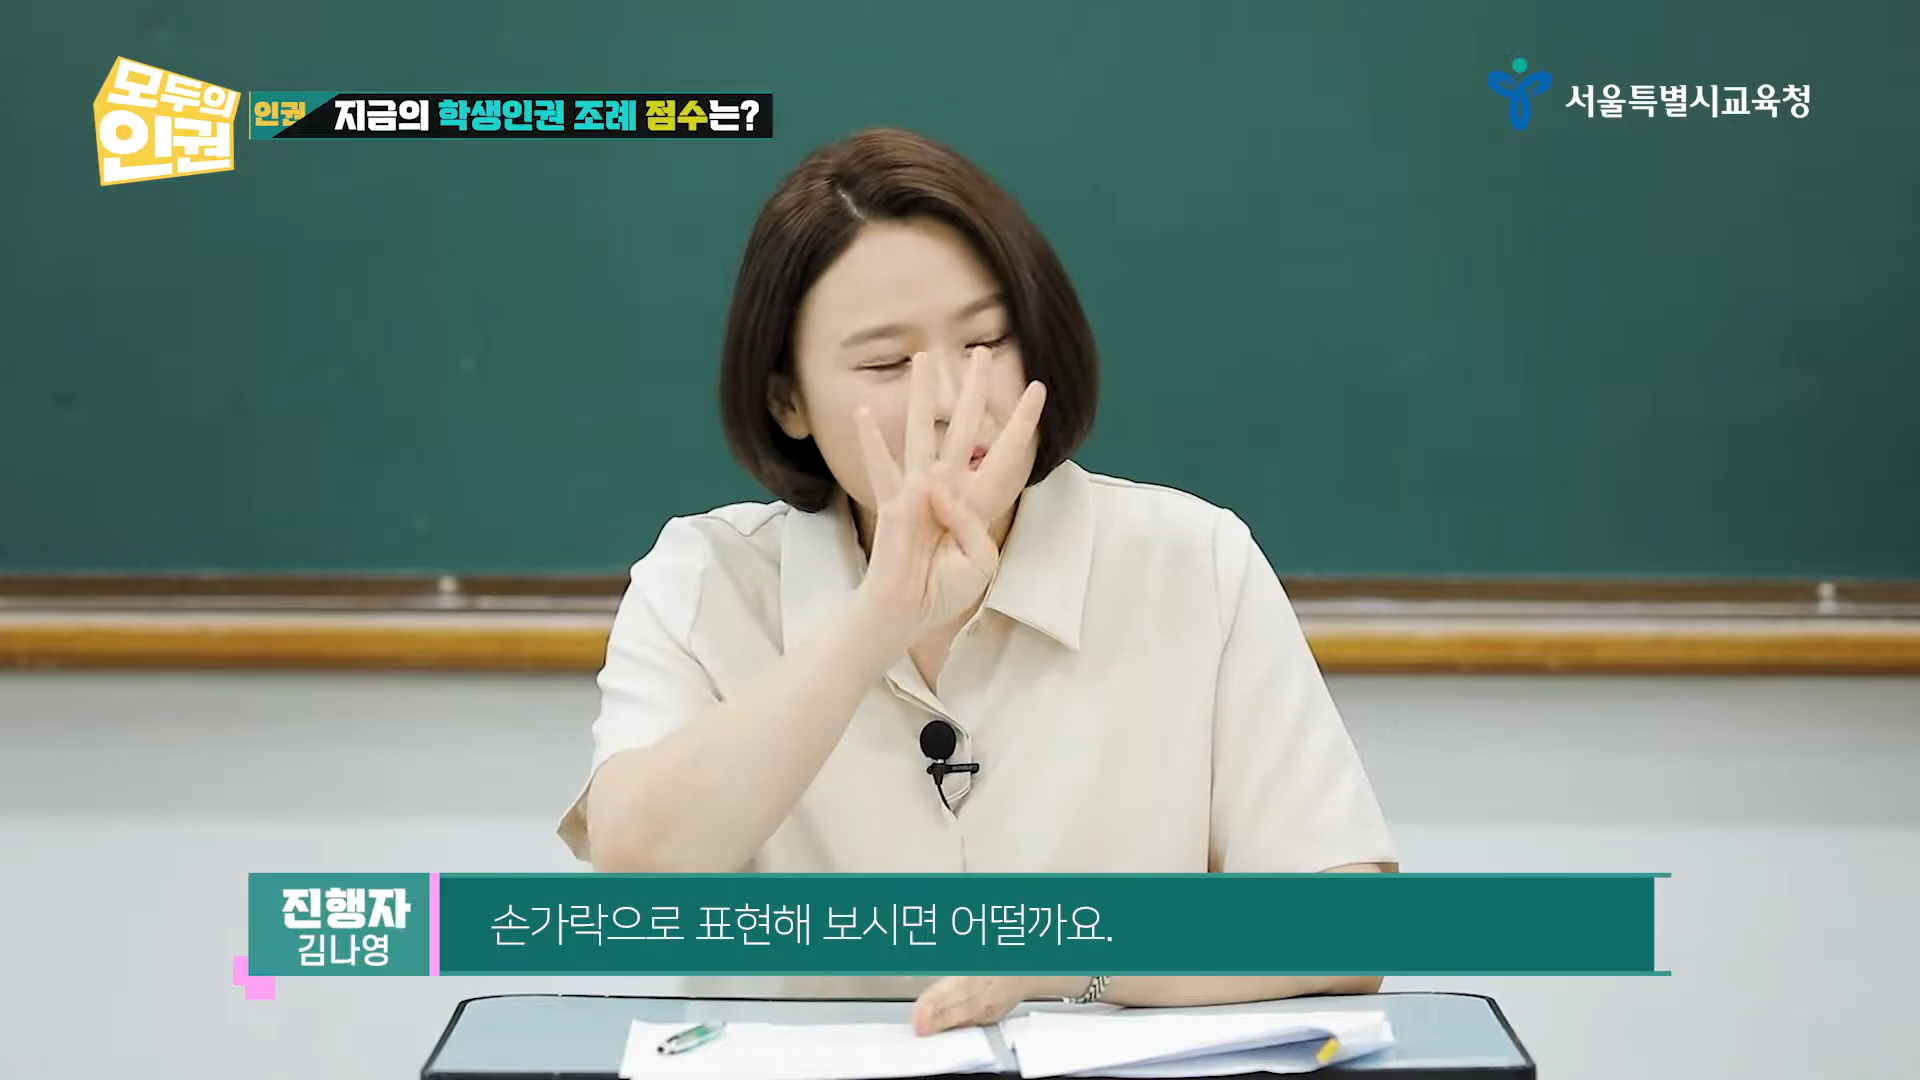 모두의
인권
인권 지금의 학생인권 조례 점수는?
서울특별시교육청
진행자
김나영
손가락으로 표현해 보시면 어떨까요.